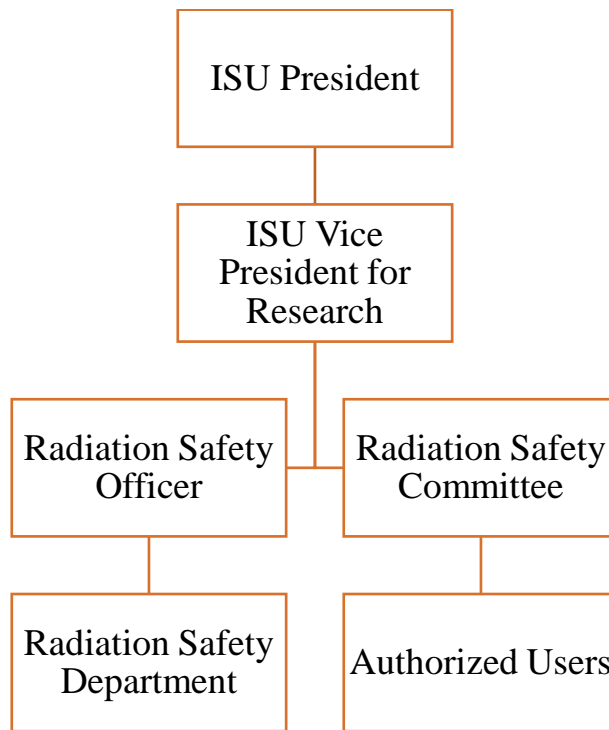 ISU President
ISU Vice
President for
Research
Radiation Safety
Officer
Radiation Safety
Committee
Radiation Safety
Department
Authorized Users